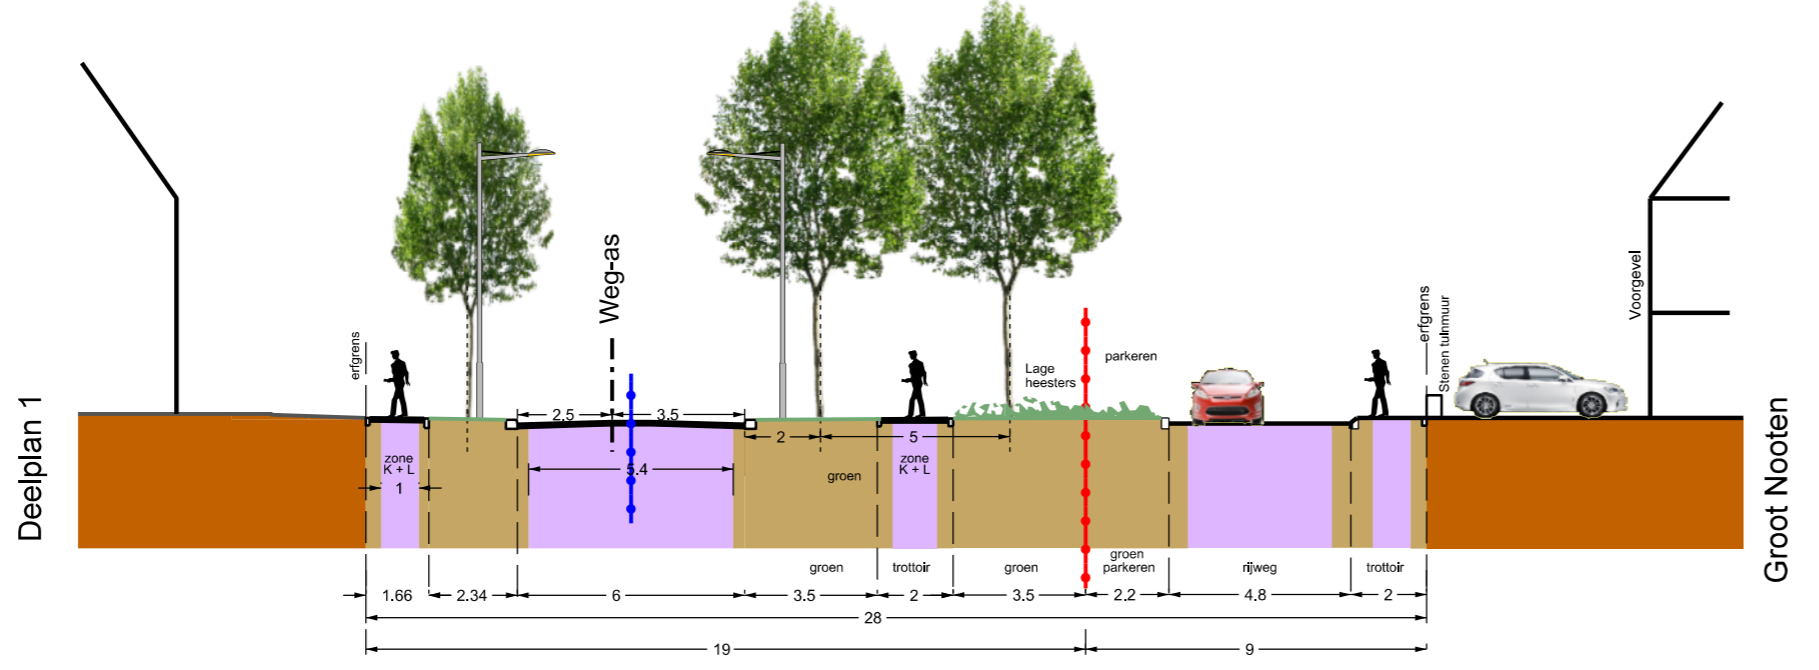 Deelplan 1
erfgrens
Weg-as
2.5
3.5
zone
K + L
1
5.4
2
5
groen
zone
K + L
Lage
heesters
parkeren
erfgrens
Stenen tuinmuur
Voorgevel
Groot Nooten
groen
trottoir
groen
groen
parkeren
rijweg
trottoir
1.66
2.34
6
3.5
2
3.5
2.2
4.8
2
28
19
9